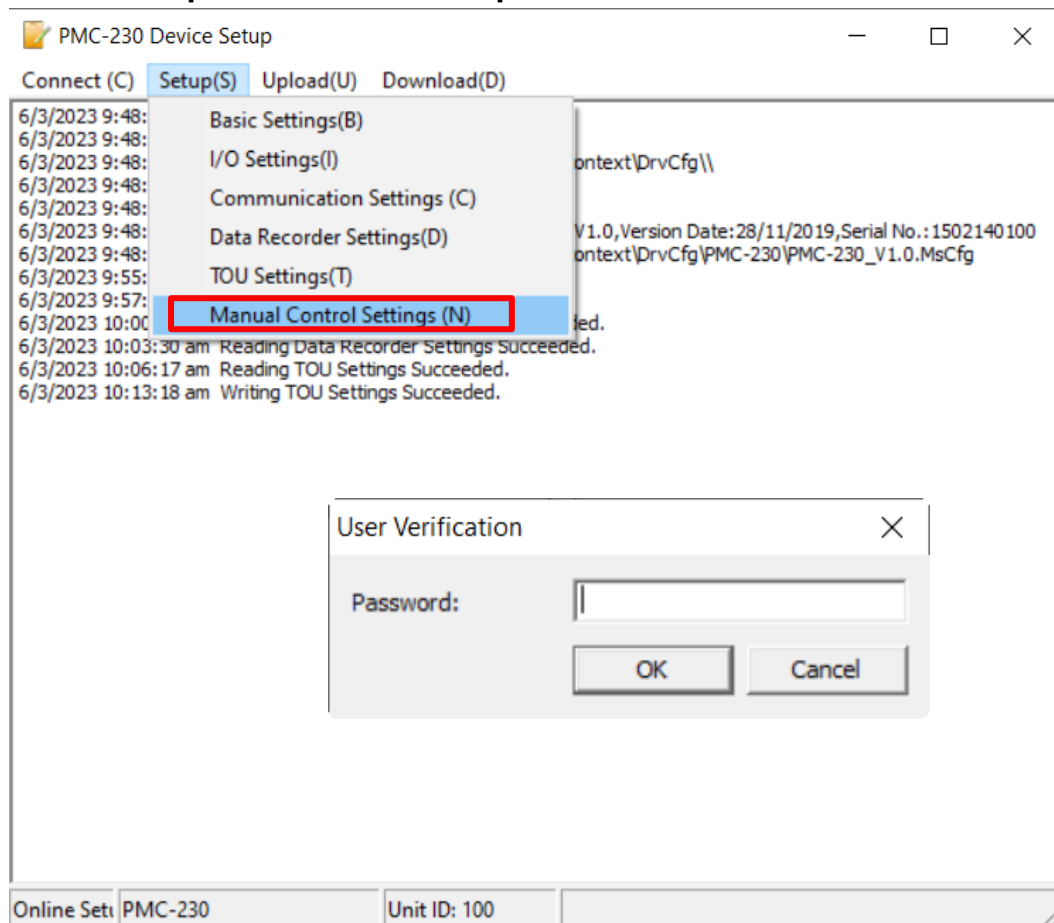 PMC-230 Device Setup
Connect (C) Setup(S) Upload(U) Download(D)
6/3/2023 9:48:
Basic Settings(B)
6/3/2023 9:48:
6/3/2023 9:48:
I/O Settings(I)
ontext\DrvCfg\\
6/3/2023 9:48:
6/3/2023 9:48:
Communication Settings (C)
6/3/2023 9:48:
Data Recorder Settings(D)
V1.0,Version Date:28/11/2019,Serial No.:1502140100
6/3/2023 9:48:
ontext\DrvCfg\PMC-230\PMC-230_V1.0.MsCfg
6/3/2023 9:55:
TOU Settings(T)
6/3/2023 9:57:
Manual Control Settings (N)
6/3/2023 10:00
ded.
6/3/2023 10:03:30 am Reading Data Recorder Settings Succeeded.
6/3/2023 10:06:17 am Reading TOU Settings Succeeded.
6/3/2023 10:13:18 am Writing TOU Settings Succeeded.
User Verification
Password:
OK Cancel
Online Setu PMC-230 Unit ID: 100